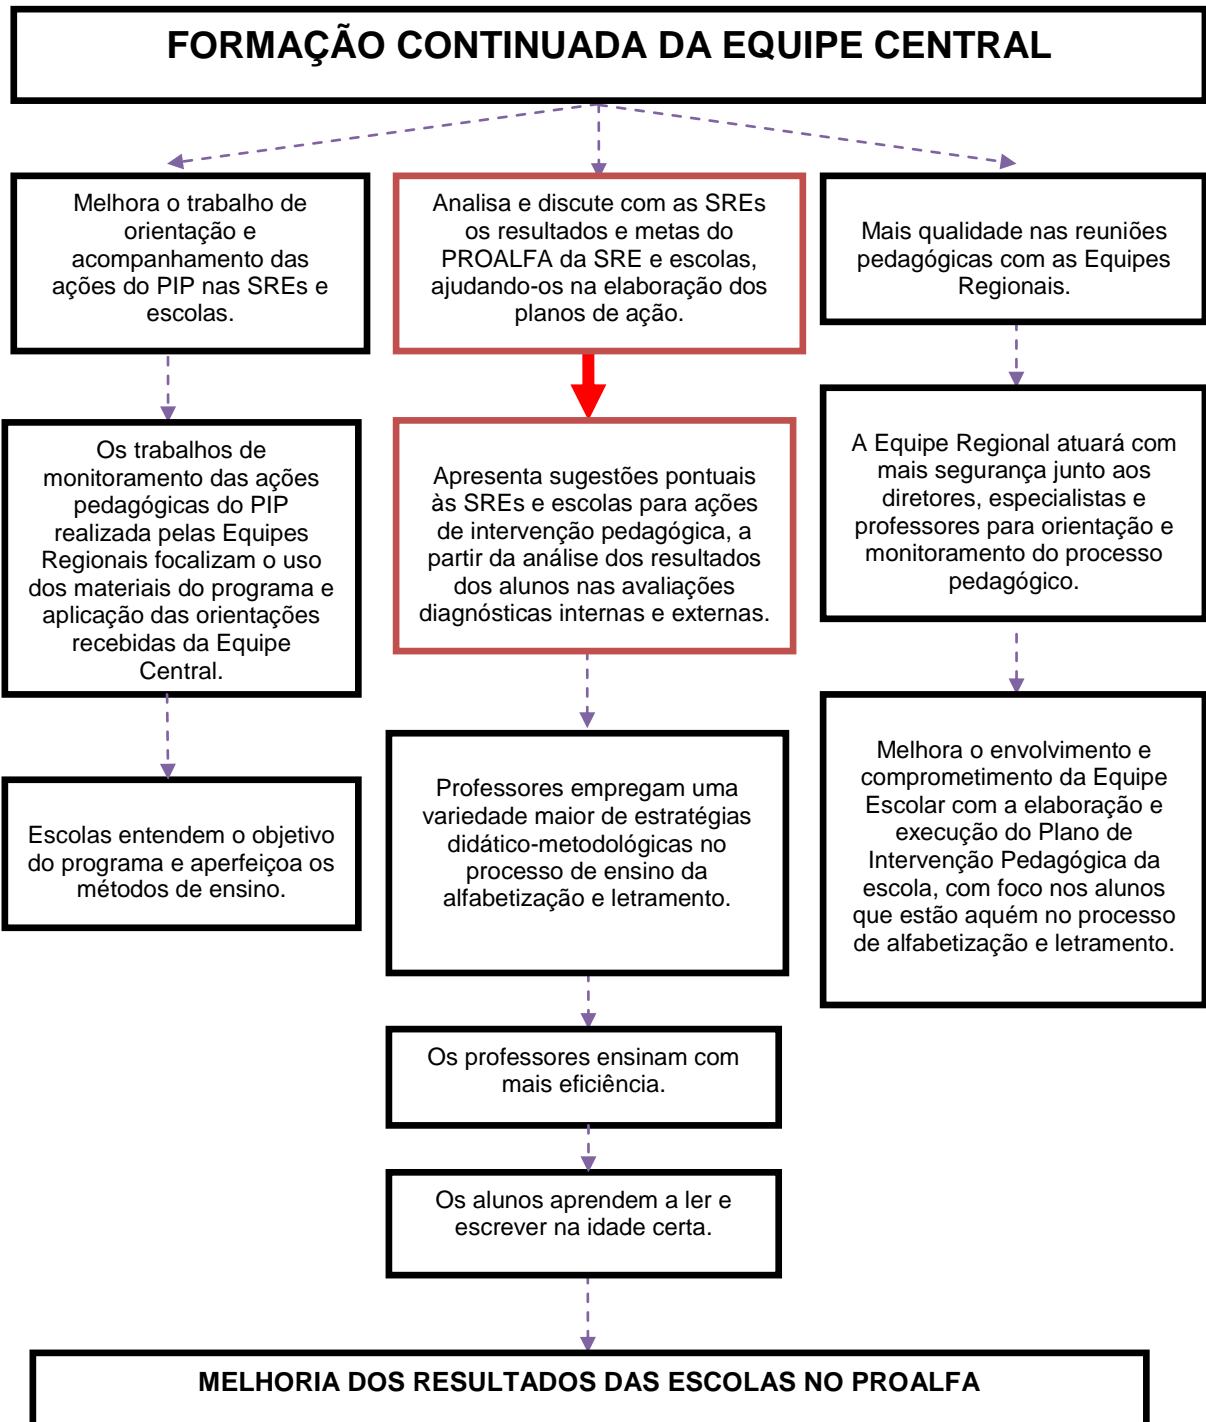 FORMAÇÃO CONTINUADA DA EQUIPE CENTRAL
Melhora o trabalho de
orientação e
acompanhamento das
ações do PIP nas SREs e
escolas.
Analisa e discute com as SREs
os resultados e metas do
PROALFA da SRE e escolas,
ajudando-os na elaboração dos
planos de ação.
Mais qualidade nas reuniões
pedagógicas com as Equipes
Regionais.
Os trabalhos de
monitoramento das ações
pedagógicas do PIP
realizada pelas Equipes
Regionais focalizam o uso
dos materiais do programa e
aplicação das orientações
recebidas da Equipe
Central.
Apresenta sugestões pontuais
às SREs e escolas para ações
de intervenção pedagógica, a
partir da análise dos resultados
dos alunos nas avaliações
diagnósticas internas e externas.
A Equipe Regional atuará com
mais segurança junto aos
diretores, especialistas e
professores para orientação e
monitoramento do processo
pedagógico.
Escolas entendem o objetivo
do programa e aperfeiçoa os
métodos de ensino.
Professores empregam uma
variedade maior de estratégias
didático-metodológicas no
processo de ensino da
alfabetização e letramento.
Melhora o envolvimento e
comprometimento da Equipe
Escolar com a elaboração e
execução do Plano de
Intervenção Pedagógica da
escola, com foco nos alunos
que estão aquém no processo
de alfabetização e letramento.
Os professores ensinam com
mais eficiência.
Os alunos aprendem a ler e
escrever na idade certa.
MELHORIA DOS RESULTADOS DAS ESCOLAS NO PROALFA